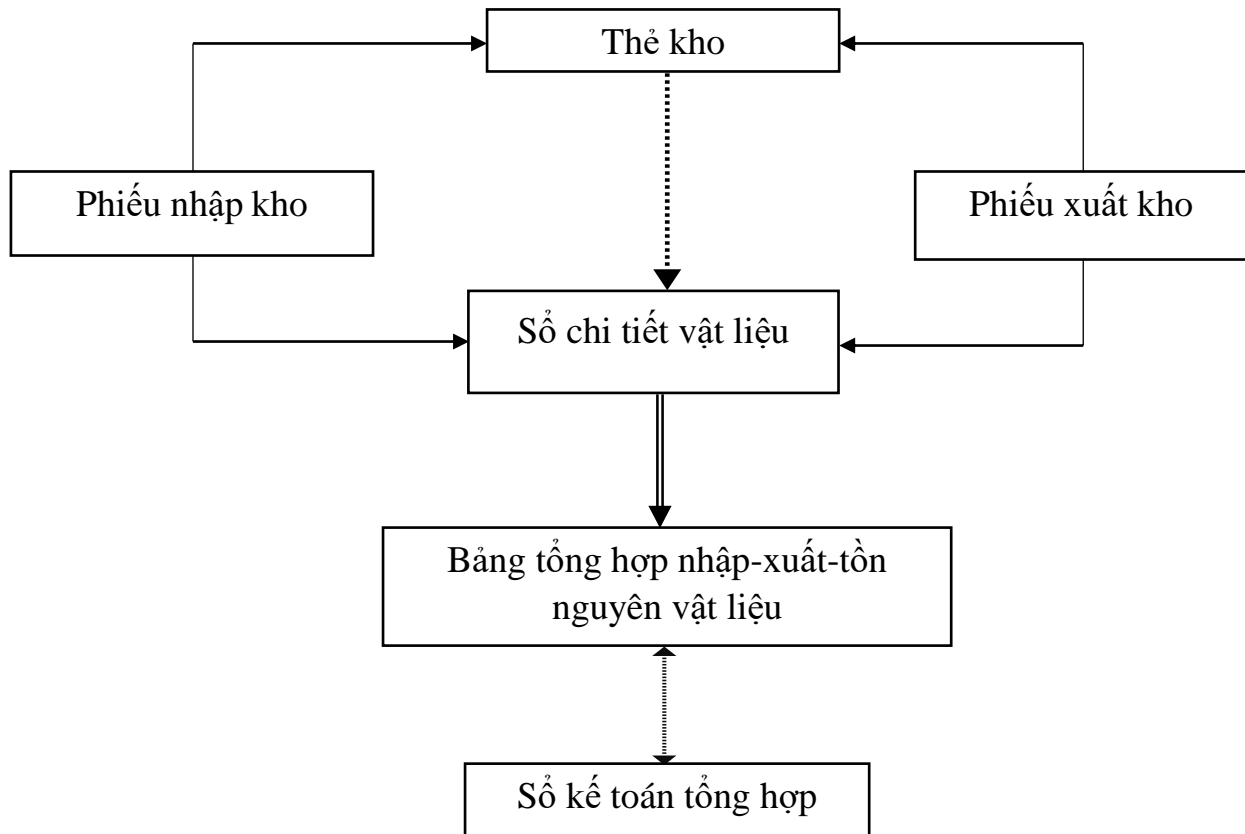 Thẻ kho
Phiếu nhập kho
Phiếu xuất kho
Sổ chi tiết vật liệu
Bảng tổng hợp nhập-xuất-tồn
nguyên vật liệu
Sổ kế toán tổng hợp